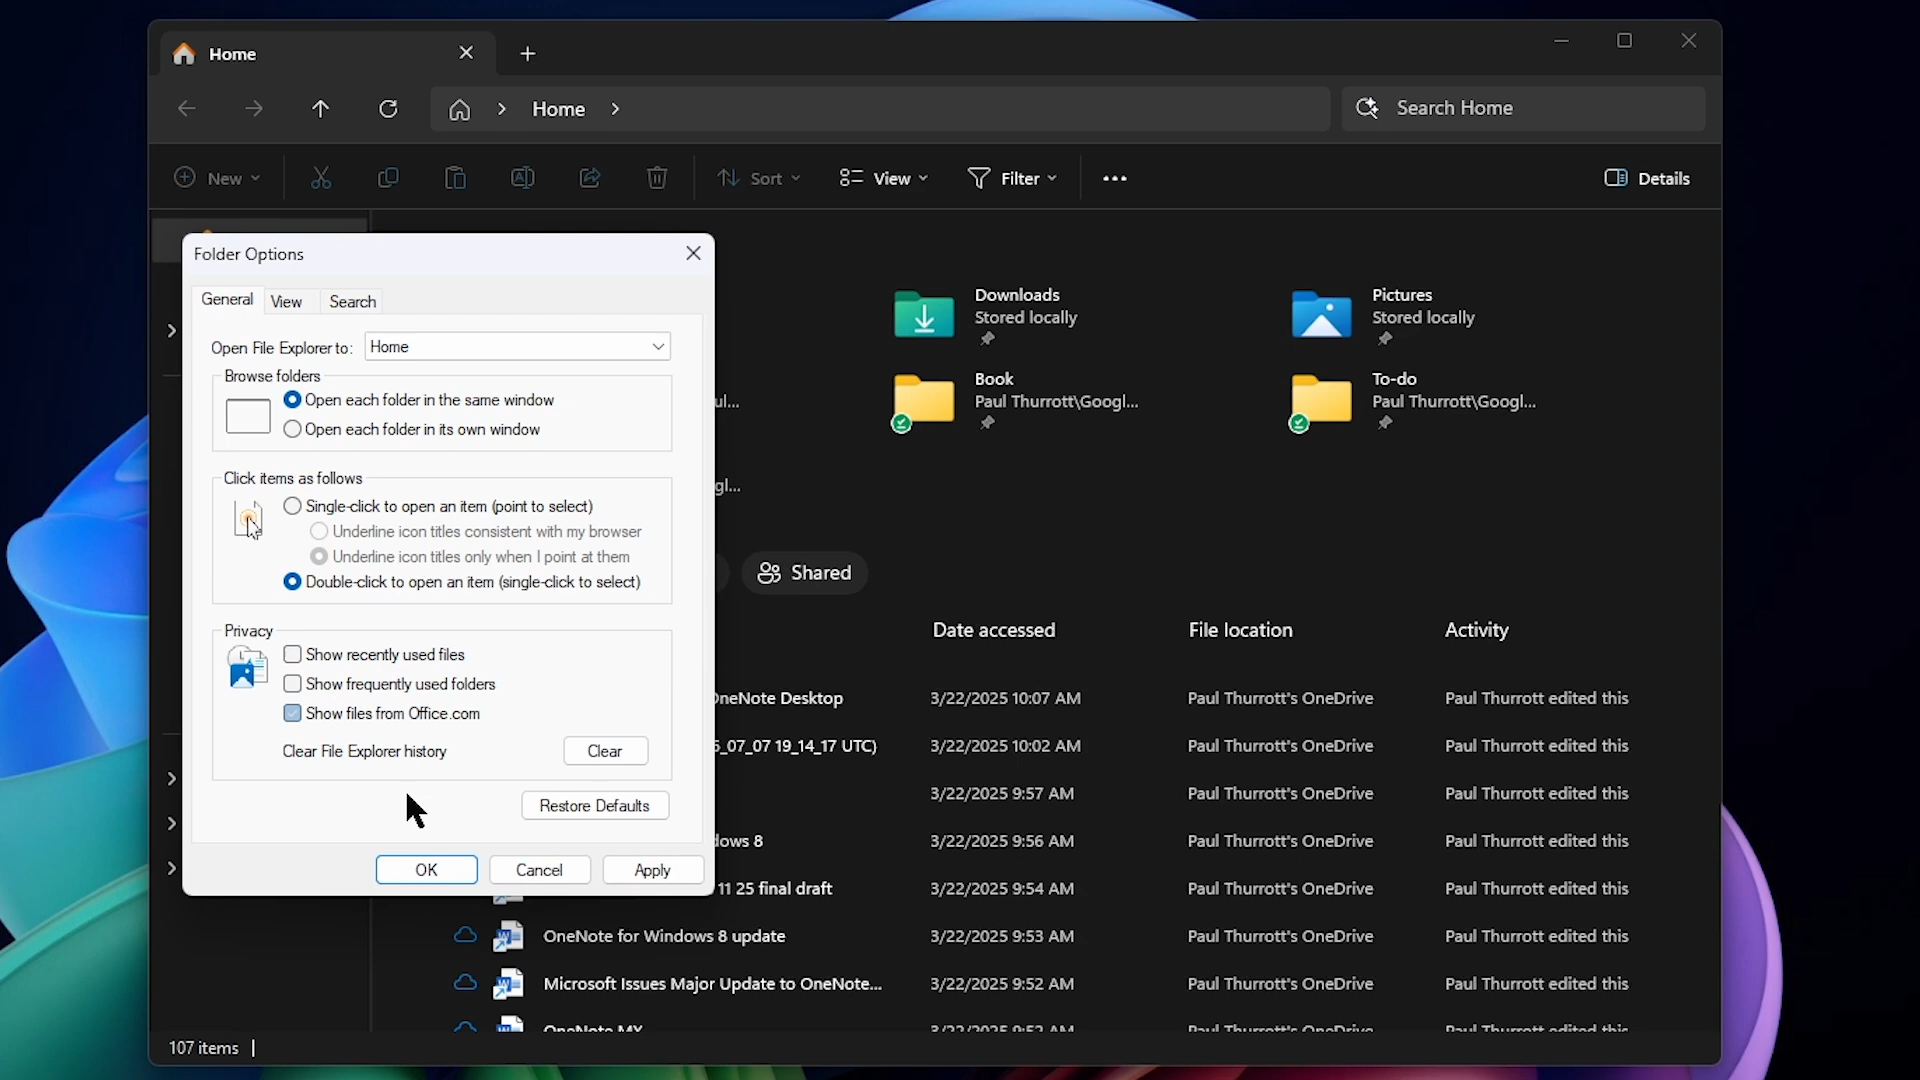 Home
Home
Search Home
New
Sort
View
Filter
Details
Folder Options
General
View
Search
Open File Explorer to:
Home
Browse folders
Open each folder in the same window
Open each folder in its own window
Click items as follows
Single-click to open an item (point to select)
Underline icon titles consistent with my browser
Underline icon titles only when I point at them
Double-click to open an item (single-click to select)
Privacy
Show recently used files
Show frequently used folders
Show files from Office.com
Clear File Explorer history
Clear
Restore Defaults
OK
Cancel
Apply
Downloads
Stored locally
Pictures
Stored locally
Book
Paul Thurrott\Googl...
To-do
Paul Thurrott\Googl...
Shared
Date accessed
File location
Activity
OneNote Desktop 3/22/2025 10:07 AM Paul Thurrott's OneDrive Paul Thurrott edited this
_07_07 19_14_17 UTC) 3/22/2025 10:02 AM Paul Thurrott's OneDrive Paul Thurrott edited this
3/22/2025 9:57 AM Paul Thurrott's OneDrive Paul Thurrott edited this
8 3/22/2025 9:56 AM Paul Thurrott's OneDrive Paul Thurrott edited this
11 25 final draft 3/22/2025 9:54 AM Paul Thurrott's OneDrive Paul Thurrott edited this
OneNote for Windows 8 update 3/22/2025 9:53 AM Paul Thurrott's OneDrive Paul Thurrott edited this
Microsoft Issues Major Update to OneNote... 3/22/2025 9:52 AM Paul Thurrott's OneDrive Paul Thurrott edited this
OneNote MX 3/22/2025 9:52 AM Paul Thurrott's OneDrive Paul Thurrott edited this
107 items